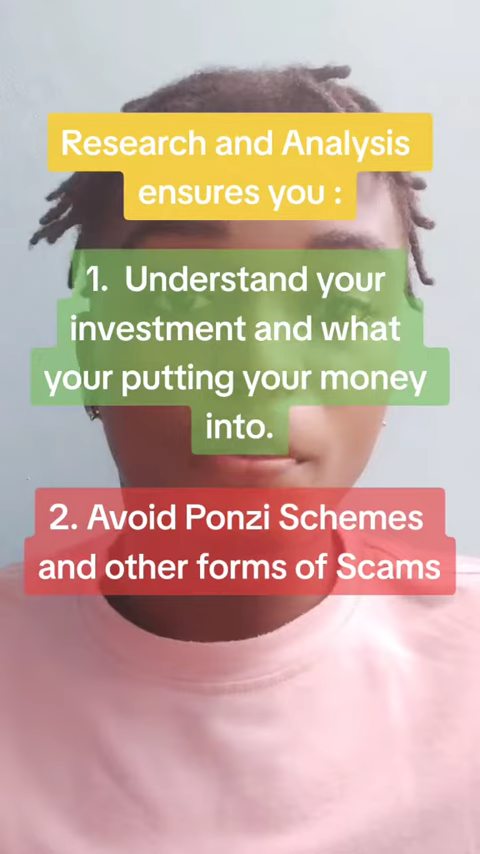 Research and Analysis
ensures you :
1. Understand your
investment and what
your putting your money
into.
2. Avoid Ponzi Schemes
and other forms of Scams